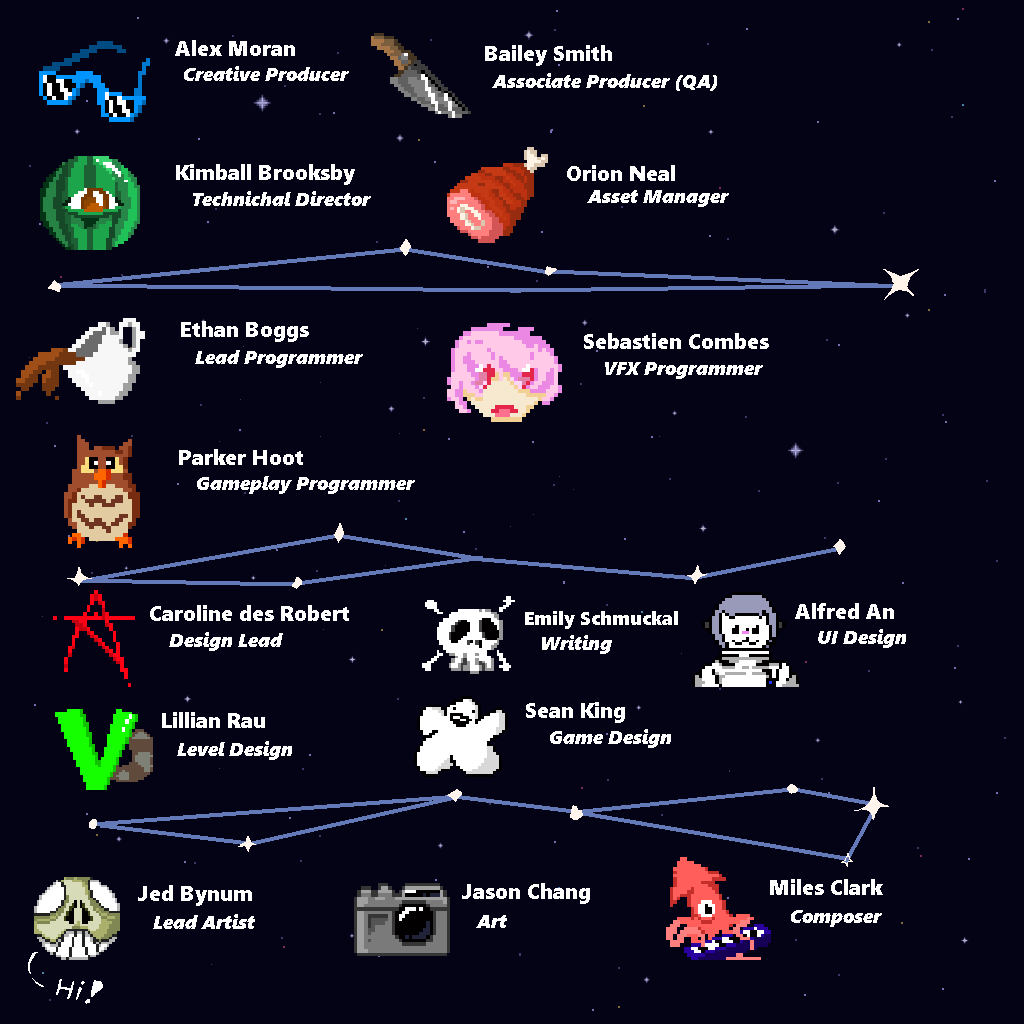 Alex Moran
Creative Producer
Bailey Smith
Associate Producer (QA)
Kimball Brooksby
Technichal Director
Orion Neal
Asset Manager
Ethan Boggs
Lead Programmer
Sebastien Combes
VFX Programmer
Parker Hoot
Gameplay Programmer
Caroline des Robert
Design Lead
Emily Schmuckal
Writing
Alfred An
UI Design
Lillian Rau
Level Design
Sean King
Game Design
Jed Bynum
Lead Artist
Jason Chang
Art
Miles Clark
Composer
Hi!